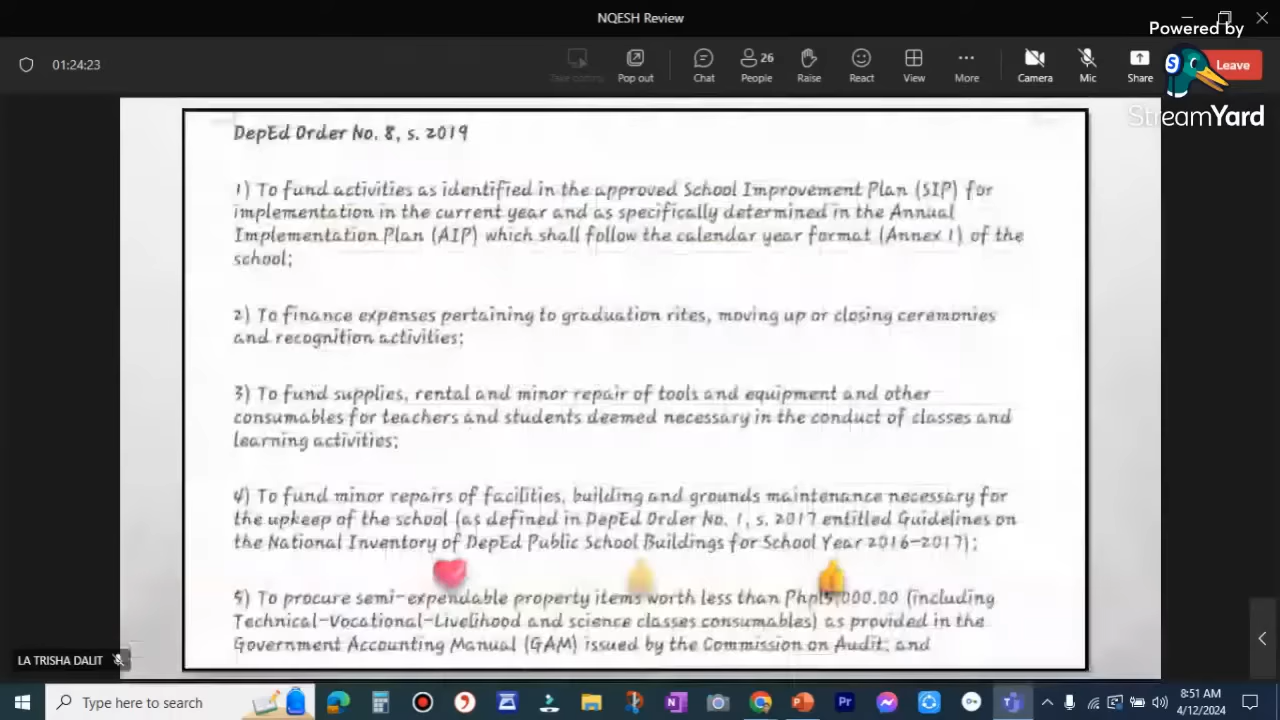 NQESH Review
Powered by
StreamYard
01:24:23
Pop out
Chat
26
People
Raise
React
View
More
Camera
Mic
Share
Leave
DepEd Order No. 8, s. 2019
1) To fund activities as identified in the approved School Improvement Plan (SIP) for
implementation in the current year and as specifically determined in the Annual
Implementation Plan (AIP) which shall follow the calendar year format (Annex 1) of the
school;
2) To finance expenses pertaining to graduation rites, moving up or closing ceremonies
and recognition activities;
3) To fund supplies, rental and minor repair of tools and equipment and other
consumables for teachers and students deemed necessary in the conduct of classes and
learning activities;
4) To fund minor repairs of facilities, building and grounds maintenance necessary for
the upkeep of the school (as defined in DepEd Order No. 1, s. 2017 entitled Guidelines on
the National Inventory of DepEd Public School Buildings for School Year 2016-2017);
5) To procure semi-expendable property items worth less than Php15,000.00 (including
Technical-Vocational-Livelihood and science classes consumables) as provided in the
Government Accounting Manual (GAM) issued by the Commission on Audit; and
LA TRISHA DALIT
Type here to search
8:51 AM
4/12/2024